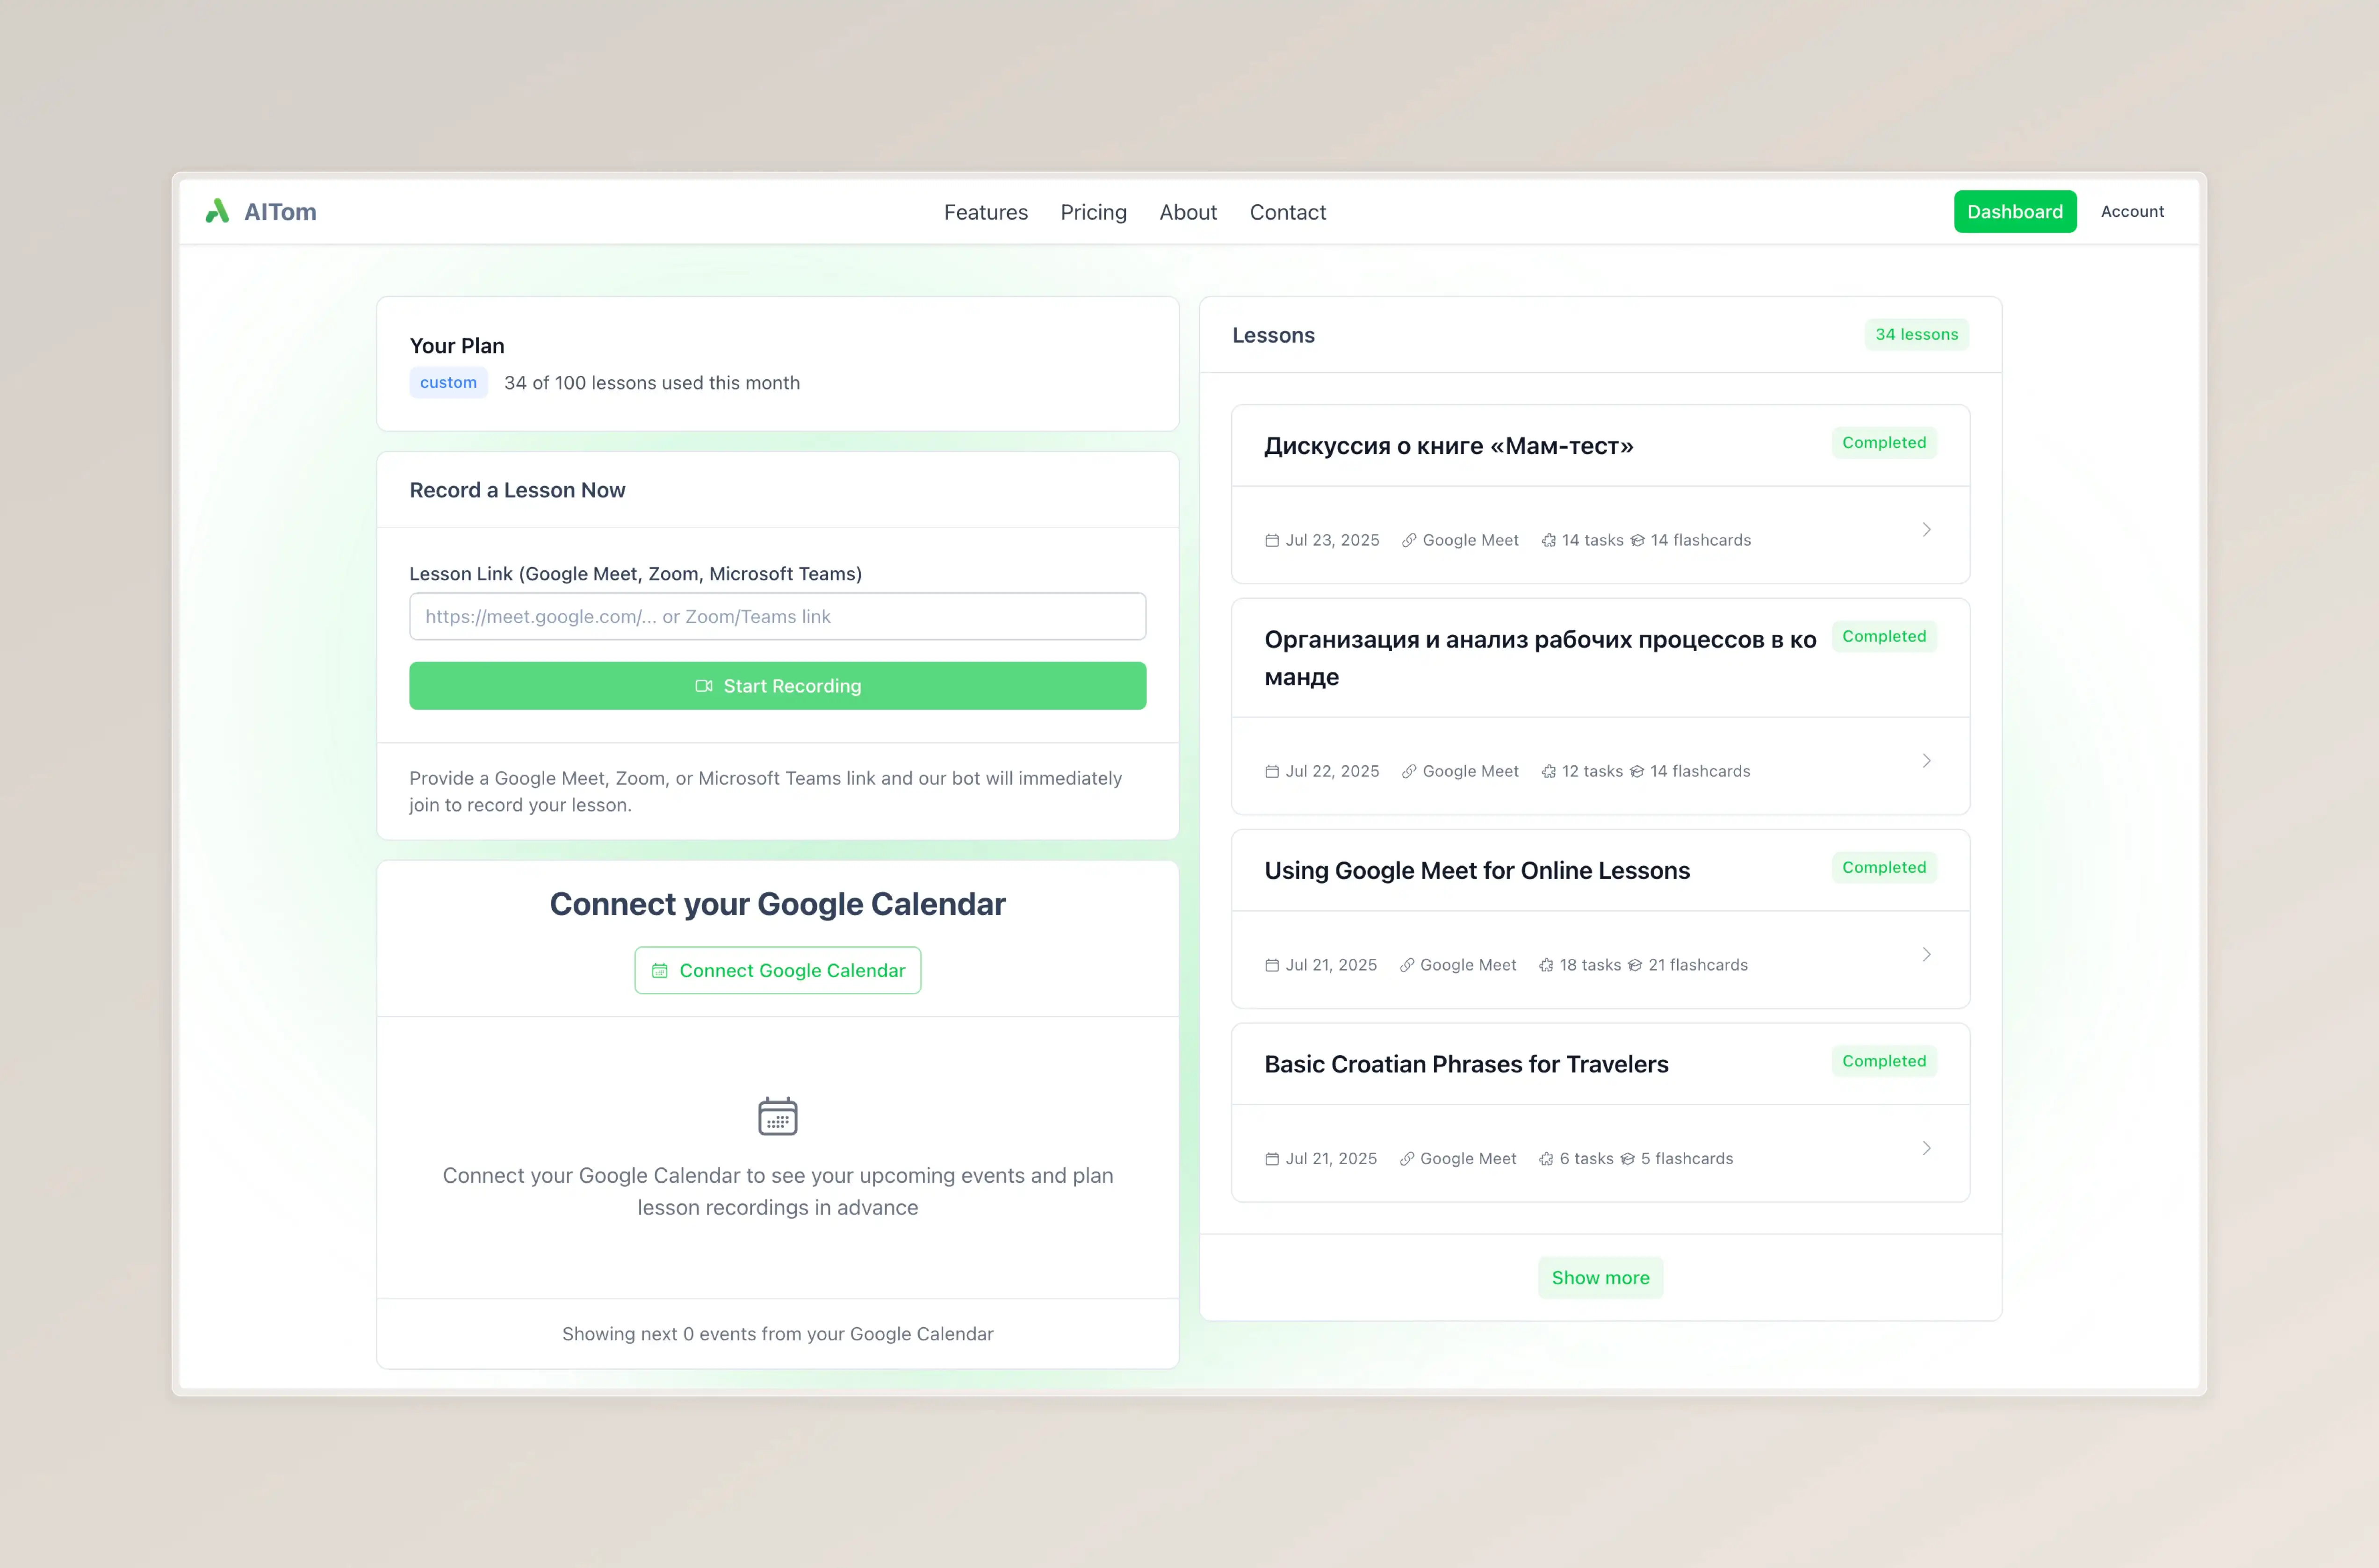 AITom
Features
Pricing
About
Contact
Dashboard
Account
Your Plan
custom
34 of 100 lessons used this month
Record a Lesson Now
Lesson Link (Google Meet, Zoom, Microsoft Teams)
https://meet.google.com/... or Zoom/Teams link
Start Recording
Provide a Google Meet, Zoom, or Microsoft Teams link and our bot will immediately
join to record your lesson.
Connect your Google Calendar
Connect Google Calendar
Connect your Google Calendar to see your upcoming events and plan
lesson recordings in advance
Showing next 0 events from your Google Calendar
Lessons
34 lessons
Дискуссия о книге «Мам-тест»
Completed
Jul 23, 2025 Google Meet 14 tasks 14 flashcards
Организация и анализ рабочих процессов в ко
манде
Completed
Jul 22, 2025 Google Meet 12 tasks 14 flashcards
Using Google Meet for Online Lessons
Completed
Jul 21, 2025 Google Meet 18 tasks 21 flashcards
Basic Croatian Phrases for Travelers
Completed
Jul 21, 2025 Google Meet 6 tasks 5 flashcards
Show more